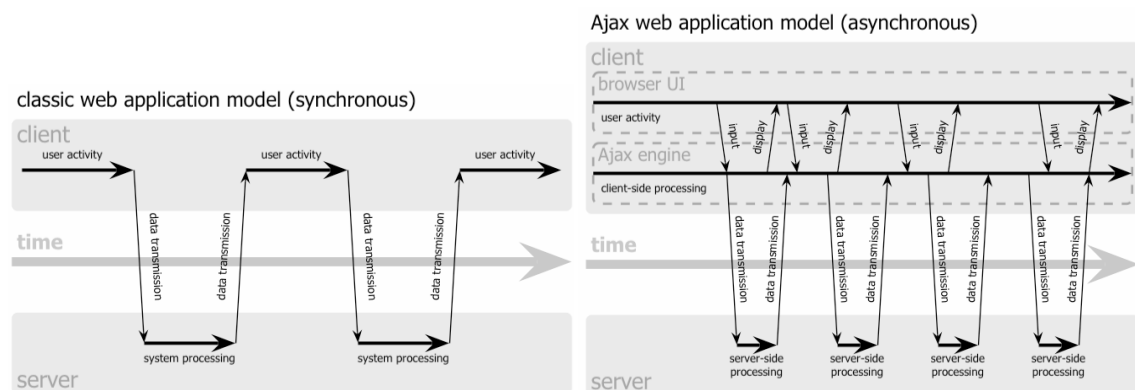 classic web application model (synchronous)
client
user activity
user activity
user activity
data transmission
data transmission
data transmission
data transmission
time
system processing
system processing
server
Ajax web application model (asynchronous)
client
browser UI
user activity
input
display
input
display
input
display
input
display
Ajax engine
client-side processing
data transmission
data transmission
data transmission
data transmission
data transmission
data transmission
data transmission
data transmission
time
server-side
processing
server-side
processing
server-side
processing
server-side
processing
server